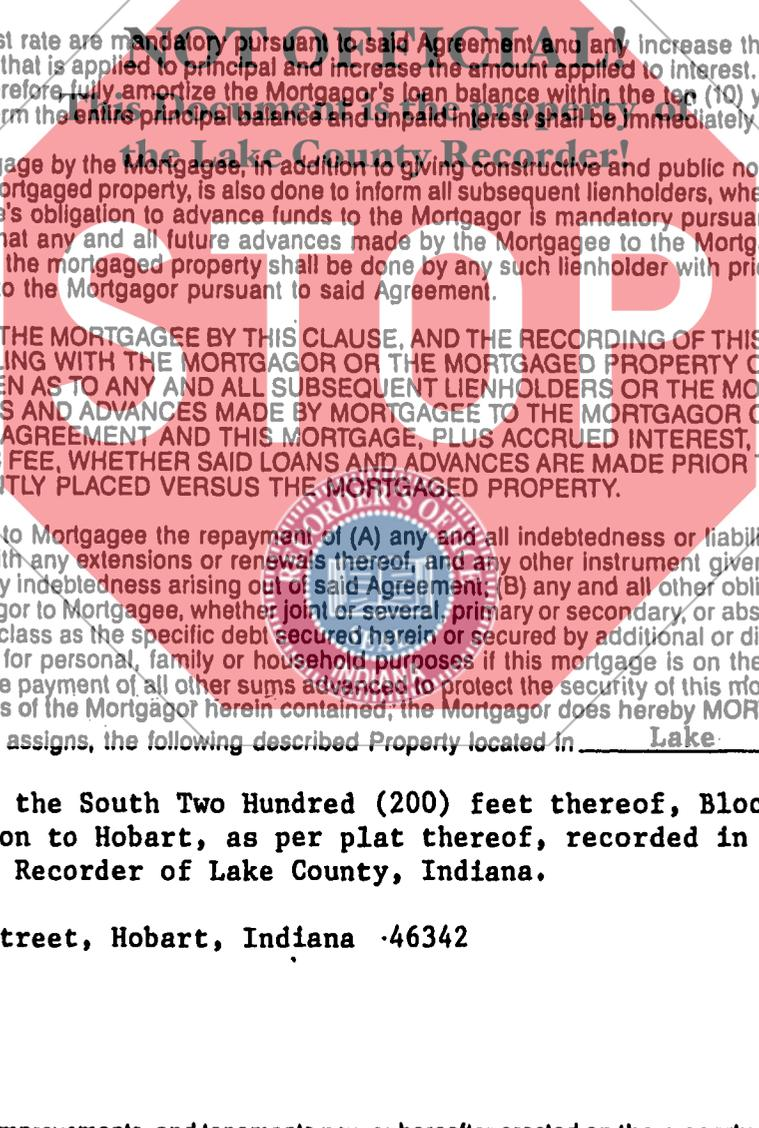 NOT OFFICIAL!
This Document is the property of
the Lake County Recorder!
STOP
st rate are mandatory pursuant to said Agreement and any increase th
that is applied to principal and increase the amount applied to interest.
refore fully amortize the Mortgagor's loan balance within the ten (10) y
rm the entire principal balance and unpaid interest shall be immediately
gage by the Mortgagee, in addition to giving constructive and public no
ortgaged property, is also done to inform all subsequent lienholders, whe
e's obligation to advance funds to the Mortgagor is mandatory pursua
hat any and all future advances made by the Mortgagee to the Mortg
the mortgaged property shall be done by any such lienholder with pri
to the Mortgagor pursuant to said Agreement.
THE MORTGAGEE BY THIS CLAUSE, AND THE RECORDING OF THIS
LING WITH THE MORTGAGOR OR THE MORTGAGED PROPERTY O
EN AS TO ANY AND ALL SUBSEQUENT LIENHOLDERS OR THE MO
S AND ADVANCES MADE BY MORTGAGEE TO THE MORTGAGOR O
AGREEMENT AND THIS MORTGAGE, PLUS ACCRUED INTEREST,
FEE, WHETHER SAID LOANS AND ADVANCES ARE MADE PRIOR T
NTLY PLACED VERSUS THE MORTGAGED PROPERTY.
to Mortgagee the repayment of (A) any and all indebtedness or liabili
ith any extensions or renewals thereof, and any other instrument given
y indebtedness arising out of said Agreement; (B) any and all other obli
gor to Mortgagee, whether joint or several, primary or secondary, or abs
class as the specific debt secured herein or secured by additional or di
for personal, family or household purposes if this mortgage is on the
e payment of all other sums advanced to protect the security of this mo
s of the Mortgagor herein contained, the Mortgagor does hereby MOR
assigns, the following described Property located in Lake
RECORDER'S OFFICE
INDIANA
the South Two Hundred (200) feet thereof, Bloc
on to Hobart, as per plat thereof, recorded in
Recorder of Lake County, Indiana.
treet, Hobart, Indiana 46342